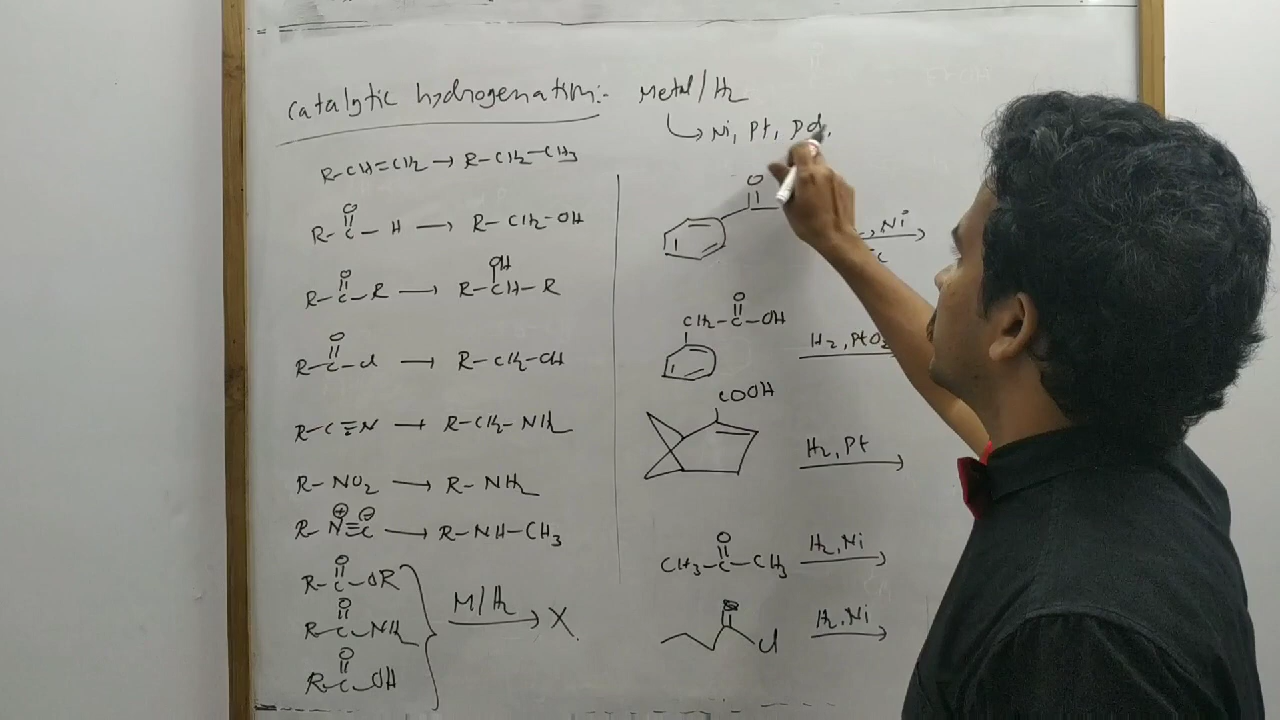 catalytic hydrogenation:- Metal/H₂
↳ Ni, Pt, Pd,
R-CH=CH₂ → R-CH₂-CH₃
R-C(=O)-H → R-CH₂-OH
R-C(=O)-R → R-CH(OH)-R
R-C(=O)-Cl → R-CH₂-OH
R-C≡N → R-CH₂-NH₂
R-NO₂ → R-NH₂
R-N⊕≡C⊖ → R-NH-CH₃
R-C(=O)-OR
R-C(=O)-NH₂
R-C(=O)-OH
M/H₂ → X
O
, Ni
CH₂-C(=O)-OH
H₂, PtO₂
COOH
H₂, Pt
CH₃-C(=O)-CH₃ H₂, Ni
O Cl H₂, Ni